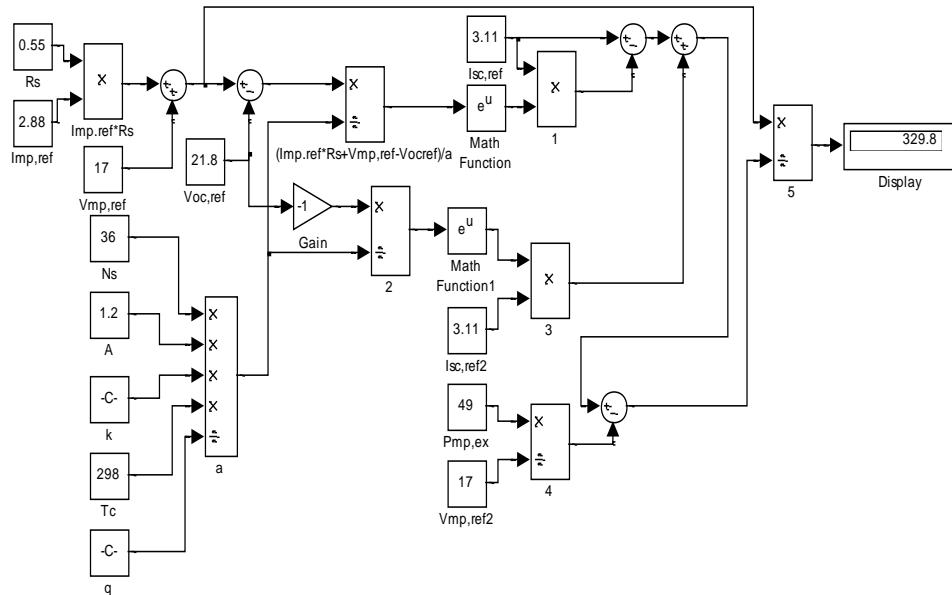 0.55
Rs
2.88
Imp,ref
x
Imp.ref*Rs
17
Vmp,ref
21.8
Voc,ref
x
÷
(Imp.ref*Rs+Vmp,ref-Vocref)/a
e^u
Math
Function
3.11
Isc,ref
x
1
x
÷
5
329.8
Display
-1
Gain
x
÷
2
e^u
Math
Function1
3.11
Isc,ref2
x
3
36
Ns
1.2
A
-C-
k
298
Tc
-C-
q
x
x
x
x
÷
a
49
Pmp,ex
17
Vmp,ref2
x
÷
4